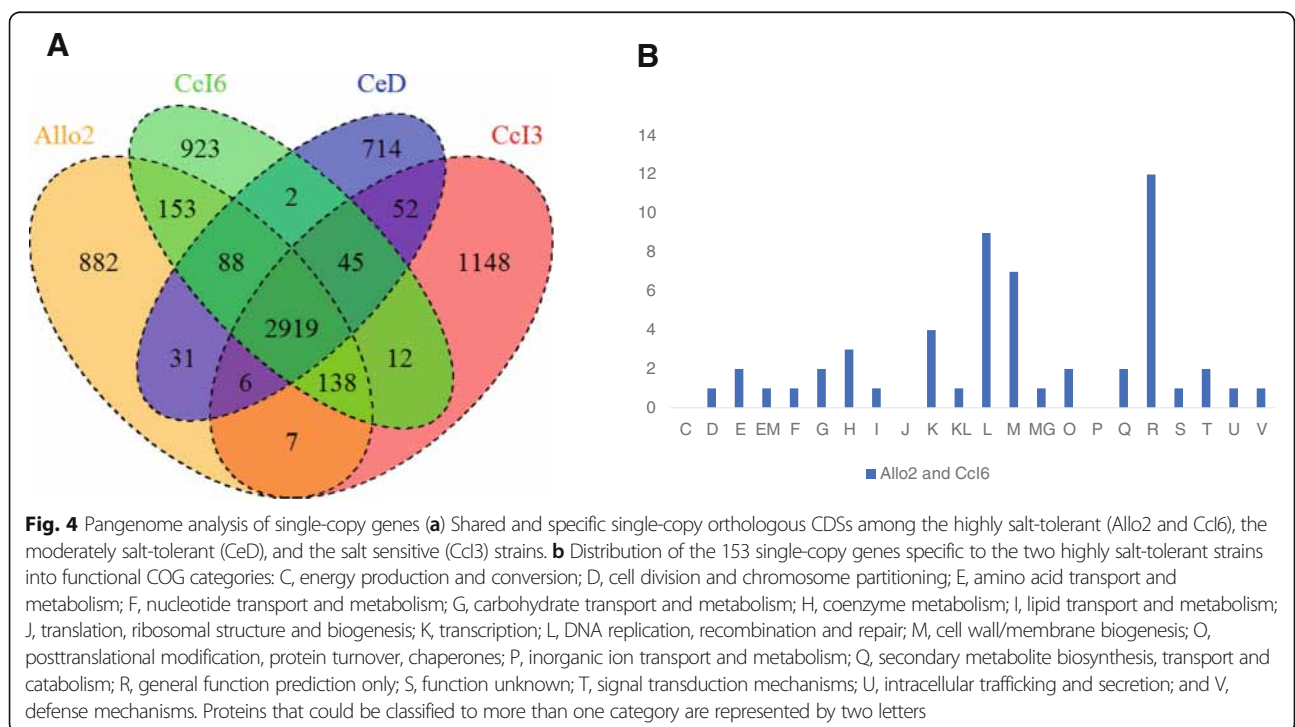 A
CcI6
CeD
Allo2
CcI3
923
714
153
2
52
882
88
45
1148
2919
31
12
6
138
7
B
14
12
10
8
6
4
2
0
C D E EM F G H I J K KL L M MG O P Q R S T U V
Allo2 and CcI6
Fig. 4 Pangenome analysis of single-copy genes (a) Shared and specific single-copy orthologous CDSs among the highly salt-tolerant (Allo2 and CcI6), the
moderately salt-tolerant (CeD), and the salt sensitive (CcI3) strains. b Distribution of the 153 single-copy genes specific to the two highly salt-tolerant strains
into functional COG categories: C, energy production and conversion; D, cell division and chromosome partitioning; E, amino acid transport and
metabolism; F, nucleotide transport and metabolism; G, carbohydrate transport and metabolism; H, coenzyme metabolism; I, lipid transport and metabolism;
J, translation, ribosomal structure and biogenesis; K, transcription; L, DNA replication, recombination and repair; M, cell wall/membrane biogenesis; O,
posttranslational modification, protein turnover, chaperones; P, inorganic ion transport and metabolism; Q, secondary metabolite biosynthesis, transport and
catabolism; R, general function prediction only; S, function unknown; T, signal transduction mechanisms; U, intracellular trafficking and secretion; and V,
defense mechanisms. Proteins that could be classified to more than one category are represented by two letters